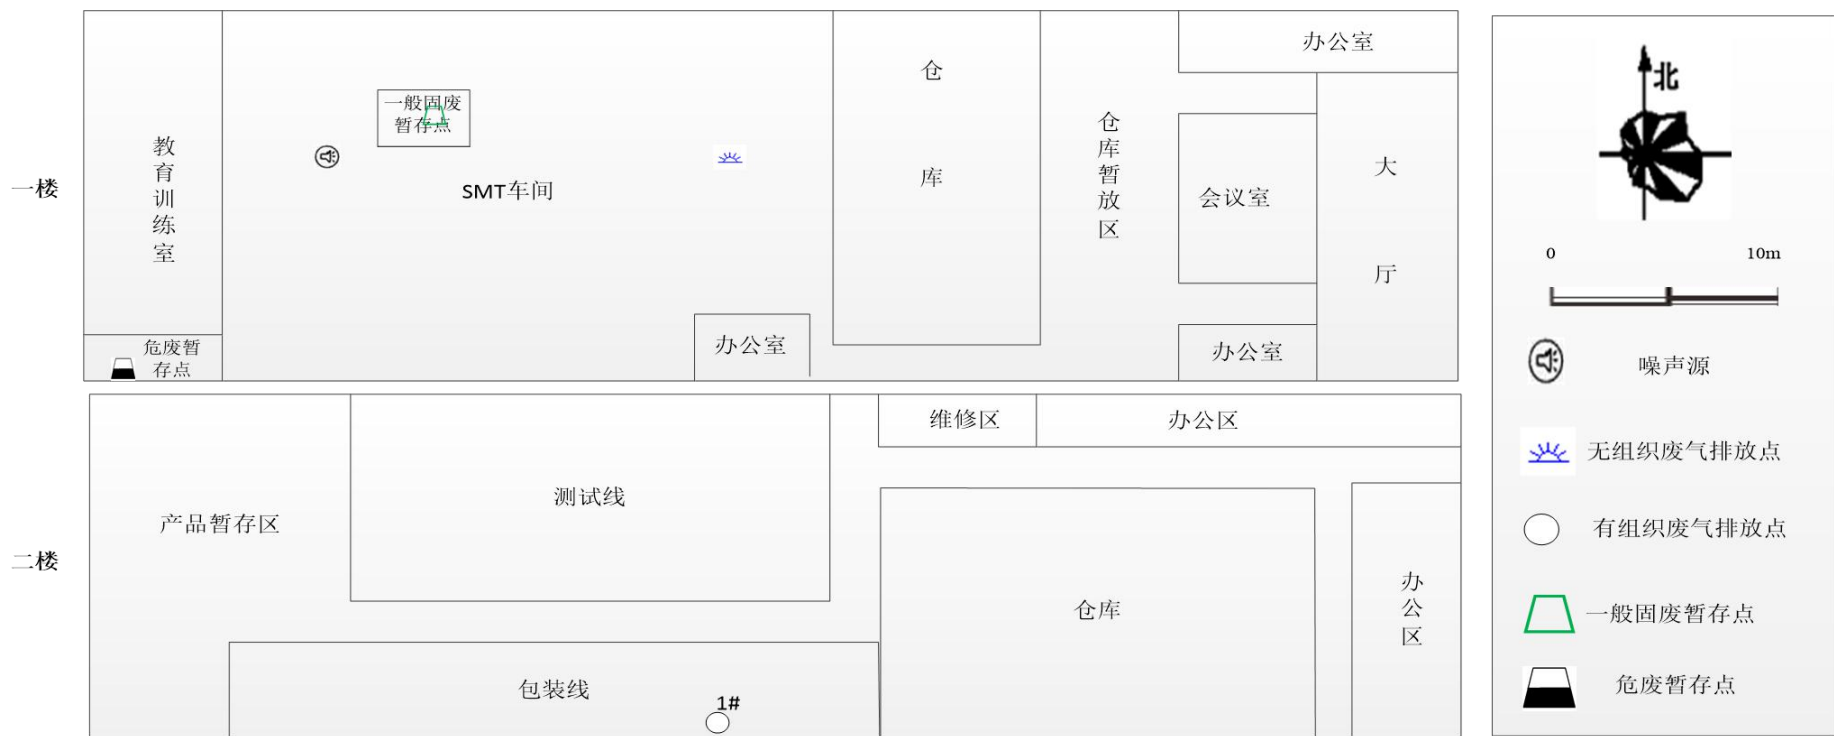 一楼
教育训练室
危废暂
存点
一般固废
暂存点
SMT车间
办公室
仓库
仓库暂放区
办公室
会议室
办公室
大厅
二楼
产品暂存区
测试线
包装线
1#
维修区
办公区
仓库
办公区
北
0
10m
噪声源
无组织废气排放点
有组织废气排放点
一般固废暂存点
危废暂存点